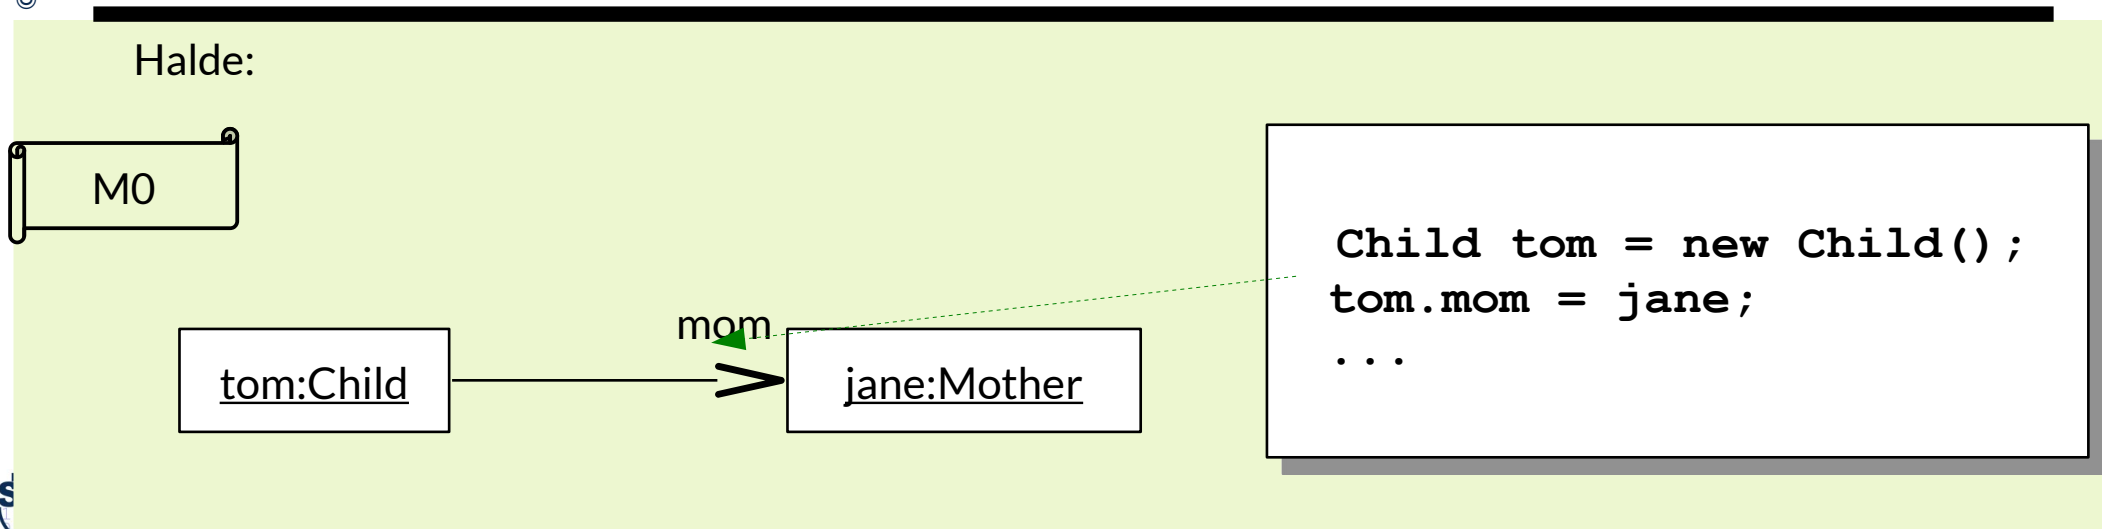 ©
Halde:
M0
Child tom = new Child();
tom.mom = jane;
...
mom
tom:Child
jane:Mother